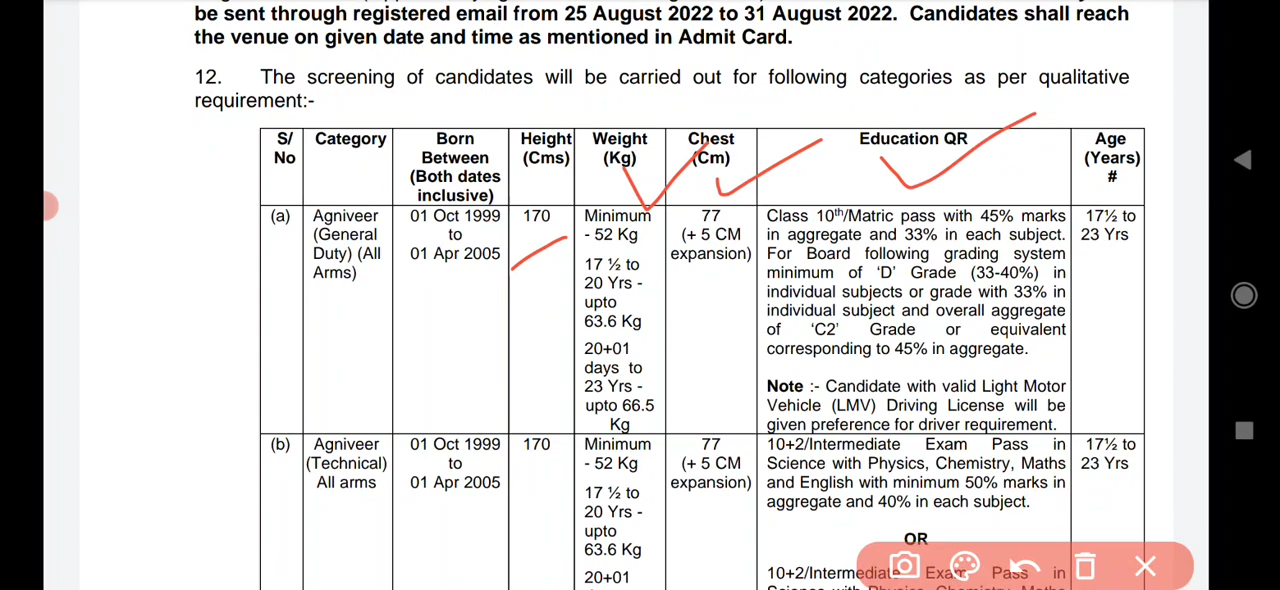 be sent through registered email from 25 August 2022 to 31 August 2022. Candidates shall reach
the venue on given date and time as mentioned in Admit Card.
12. The screening of candidates will be carried out for following categories as per qualitative
requirement:-
S/
No
Category
Born
Between
(Both dates
inclusive)
Height
(Cms)
Weight
(Kg)
Chest
(Cm)
Education QR
Age
(Years)
#
(a)
Agniveer
(General
Duty) (All
Arms)
01 Oct 1999
to
01 Apr 2005
170
Minimum
- 52 Kg
17 ½ to
20 Yrs -
upto
63.6 Kg
20+01
days to
23 Yrs -
upto 66.5
Kg
77
(+ 5 CM
expansion)
Class 10th/Matric pass with 45% marks
in aggregate and 33% in each subject.
For Board following grading system
minimum of ‘D’ Grade (33-40%) in
individual subjects or grade with 33% in
individual subject and overall aggregate
of ‘C2’ Grade or equivalent
corresponding to 45% in aggregate.
Note :- Candidate with valid Light Motor
Vehicle (LMV) Driving License will be
given preference for driver requirement.
17½ to
23 Yrs
(b)
Agniveer
(Technical)
All arms
01 Oct 1999
to
01 Apr 2005
170
Minimum
- 52 Kg
17 ½ to
20 Yrs -
upto
63.6 Kg
20+01
77
(+ 5 CM
expansion)
10+2/Intermediate Exam Pass in
Science with Physics, Chemistry, Maths
and English with minimum 50% marks in
aggregate and 40% in each subject.
OR
10+2/Intermediate Exam Pass in
17½ to
23 Yrs